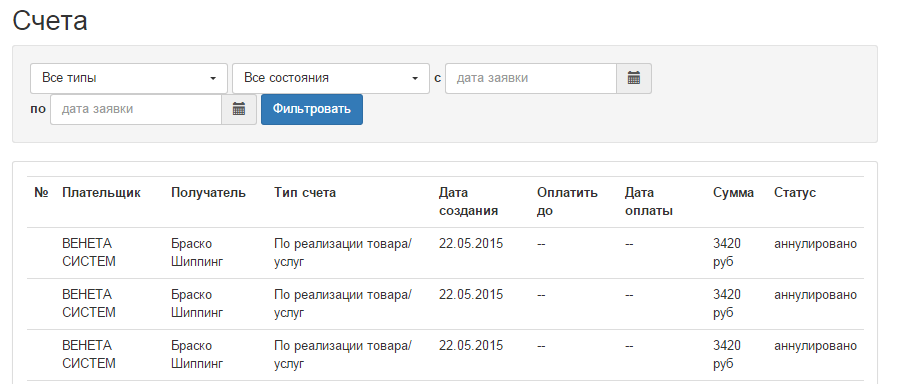 Счета
Все типы Все состояния с дата заявки
по дата заявки Фильтровать
№ Плательщик Получатель Тип счета Дата создания Оплатить до Дата оплаты Сумма Статус
ВЕНЕТА СИСТЕМ Браско Шиппинг По реализации товара/услуг 22.05.2015 -- -- 3420 руб аннулировано
ВЕНЕТА СИСТЕМ Браско Шиппинг По реализации товара/услуг 22.05.2015 -- -- 3420 руб аннулировано
ВЕНЕТА СИСТЕМ Браско Шиппинг По реализации товара/услуг 22.05.2015 -- -- 3420 руб аннулировано